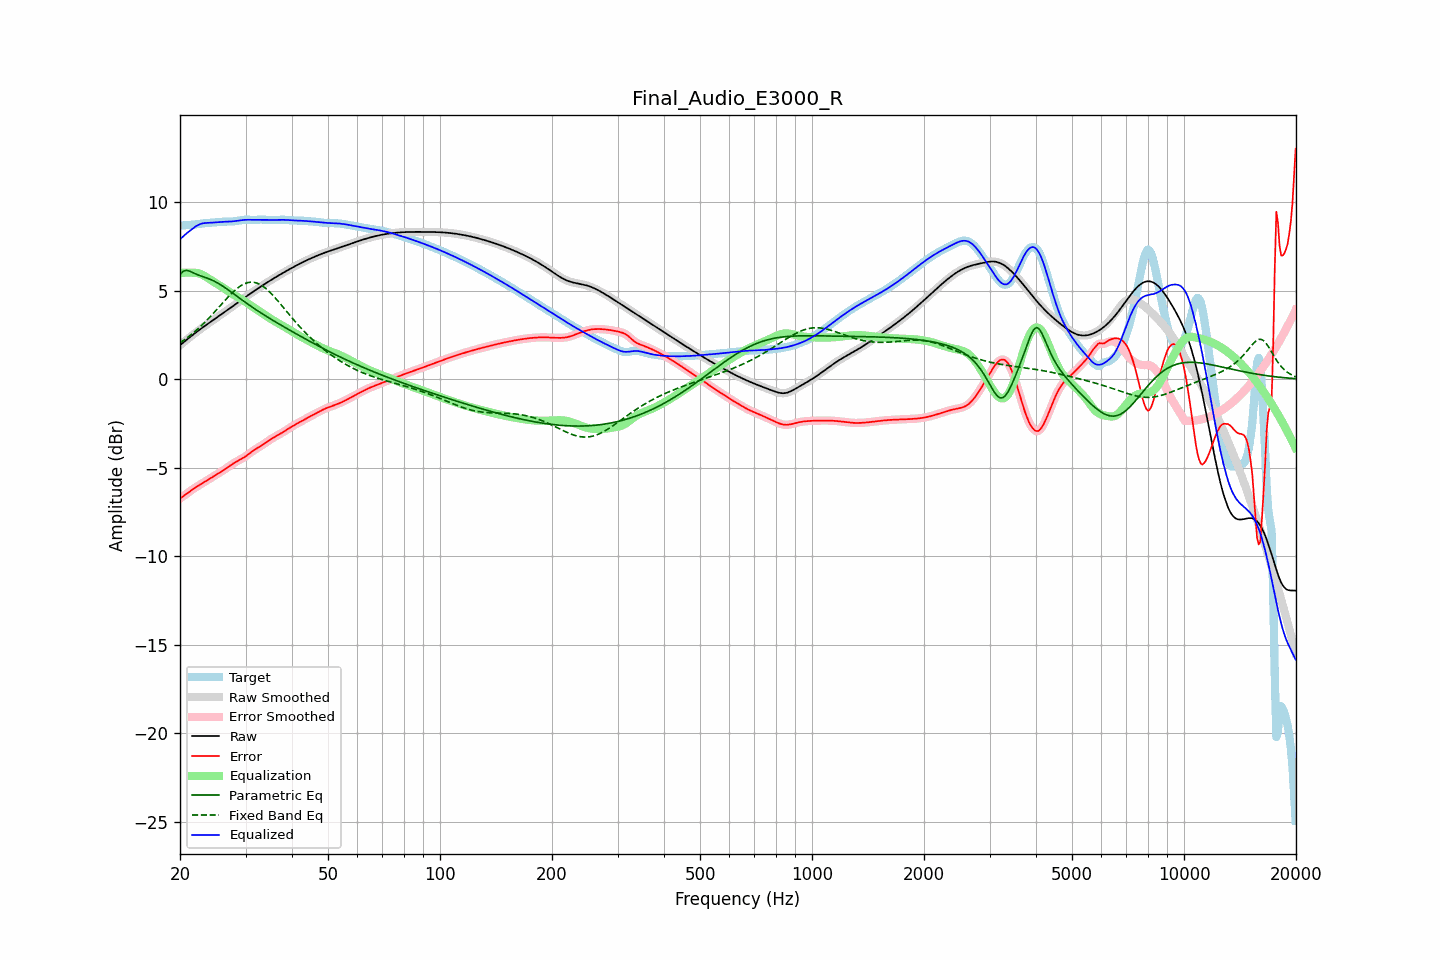 Final_Audio_E3000_R
Amplitude (dBr)
10
5
0
−5
−10
−15
−20
−25
Target
Raw Smoothed
Error Smoothed
Raw
Error
Equalization
Parametric Eq
Fixed Band Eq
Equalized
20 50 100 200 500 1000 2000 5000 10000 20000
Frequency (Hz)